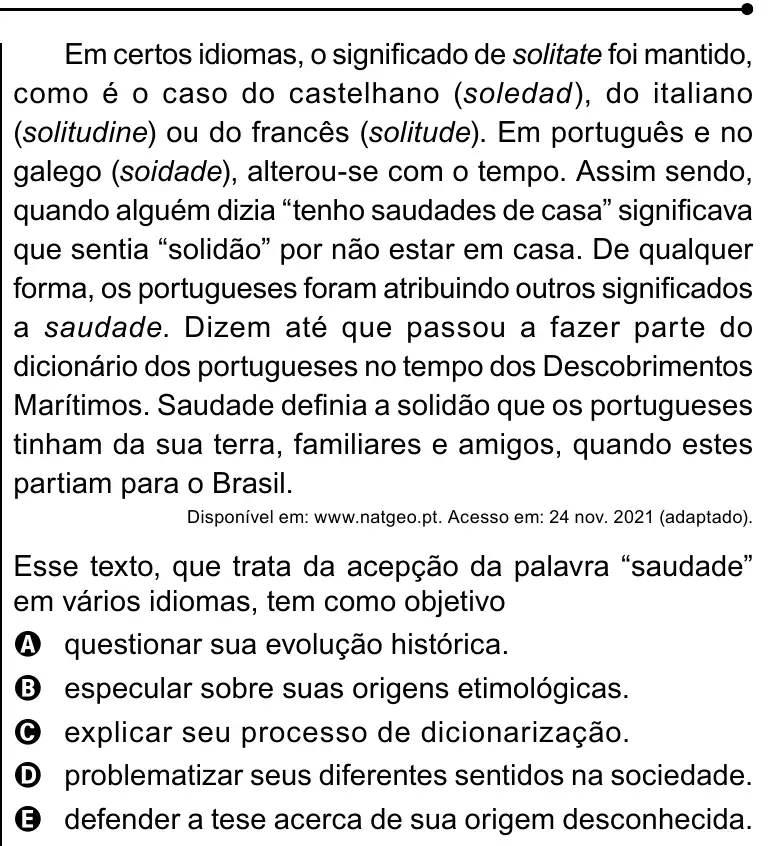 Em certos idiomas, o significado de solitate foi mantido,
como é o caso do castelhano (soledad), do italiano
(solitudine) ou do francês (solitude). Em português e no
galego (soidade), alterou-se com o tempo. Assim sendo,
quando alguém dizia “tenho saudades de casa” significava
que sentia “solidão” por não estar em casa. De qualquer
forma, os portugueses foram atribuindo outros significados
a saudade. Dizem até que passou a fazer parte do
dicionário dos portugueses no tempo dos Descobrimentos
Marítimos. Saudade definia a solidão que os portugueses
tinham da sua terra, familiares e amigos, quando estes
partiam para o Brasil.
Disponível em: www.natgeo.pt. Acesso em: 24 nov. 2021 (adaptado).
Esse texto, que trata da acepção da palavra “saudade”
em vários idiomas, tem como objetivo
A questionar sua evolução histórica.
B especular sobre suas origens etimológicas.
C explicar seu processo de dicionarização.
D problematizar seus diferentes sentidos na sociedade.
E defender a tese acerca de sua origem desconhecida.